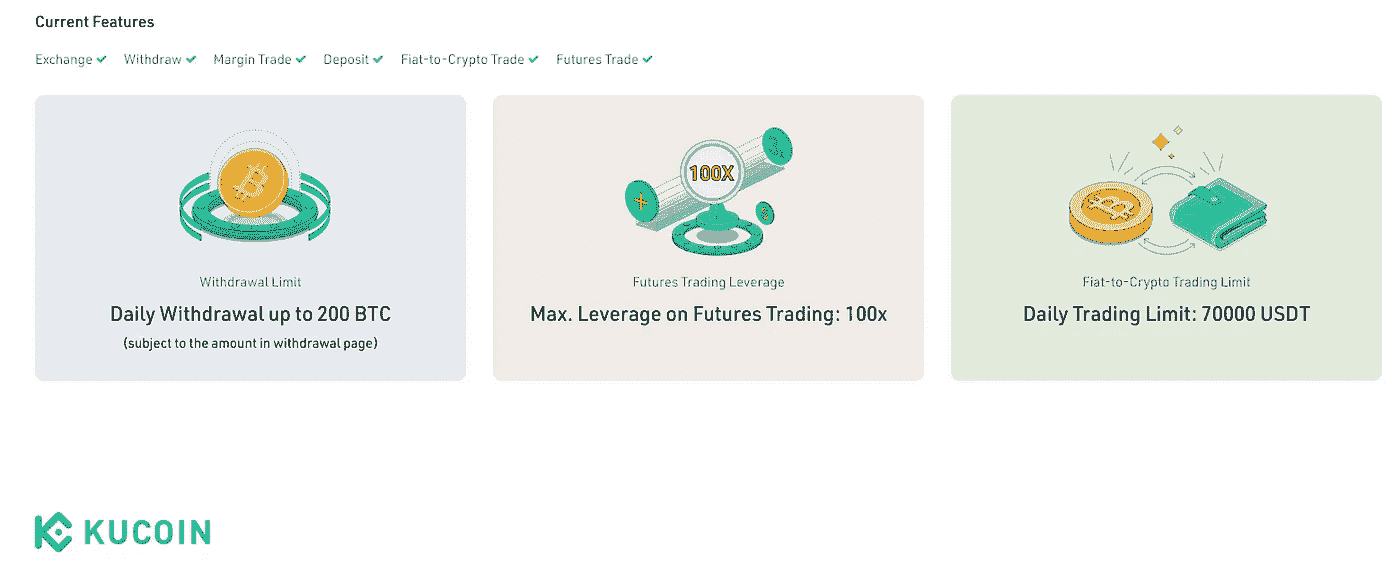 Current Features
Exchange Withdraw Margin Trade Deposit Fiat-to-Crypto Trade Futures Trade
100X
Withdrawal Limit
Daily Withdrawal up to 200 BTC
(subject to the amount in withdrawal page)
Futures Trading Leverage
Max. Leverage on Futures Trading: 100x
Fiat-to-Crypto Trading Limit
Daily Trading Limit: 70000 USDT
KUCOIN